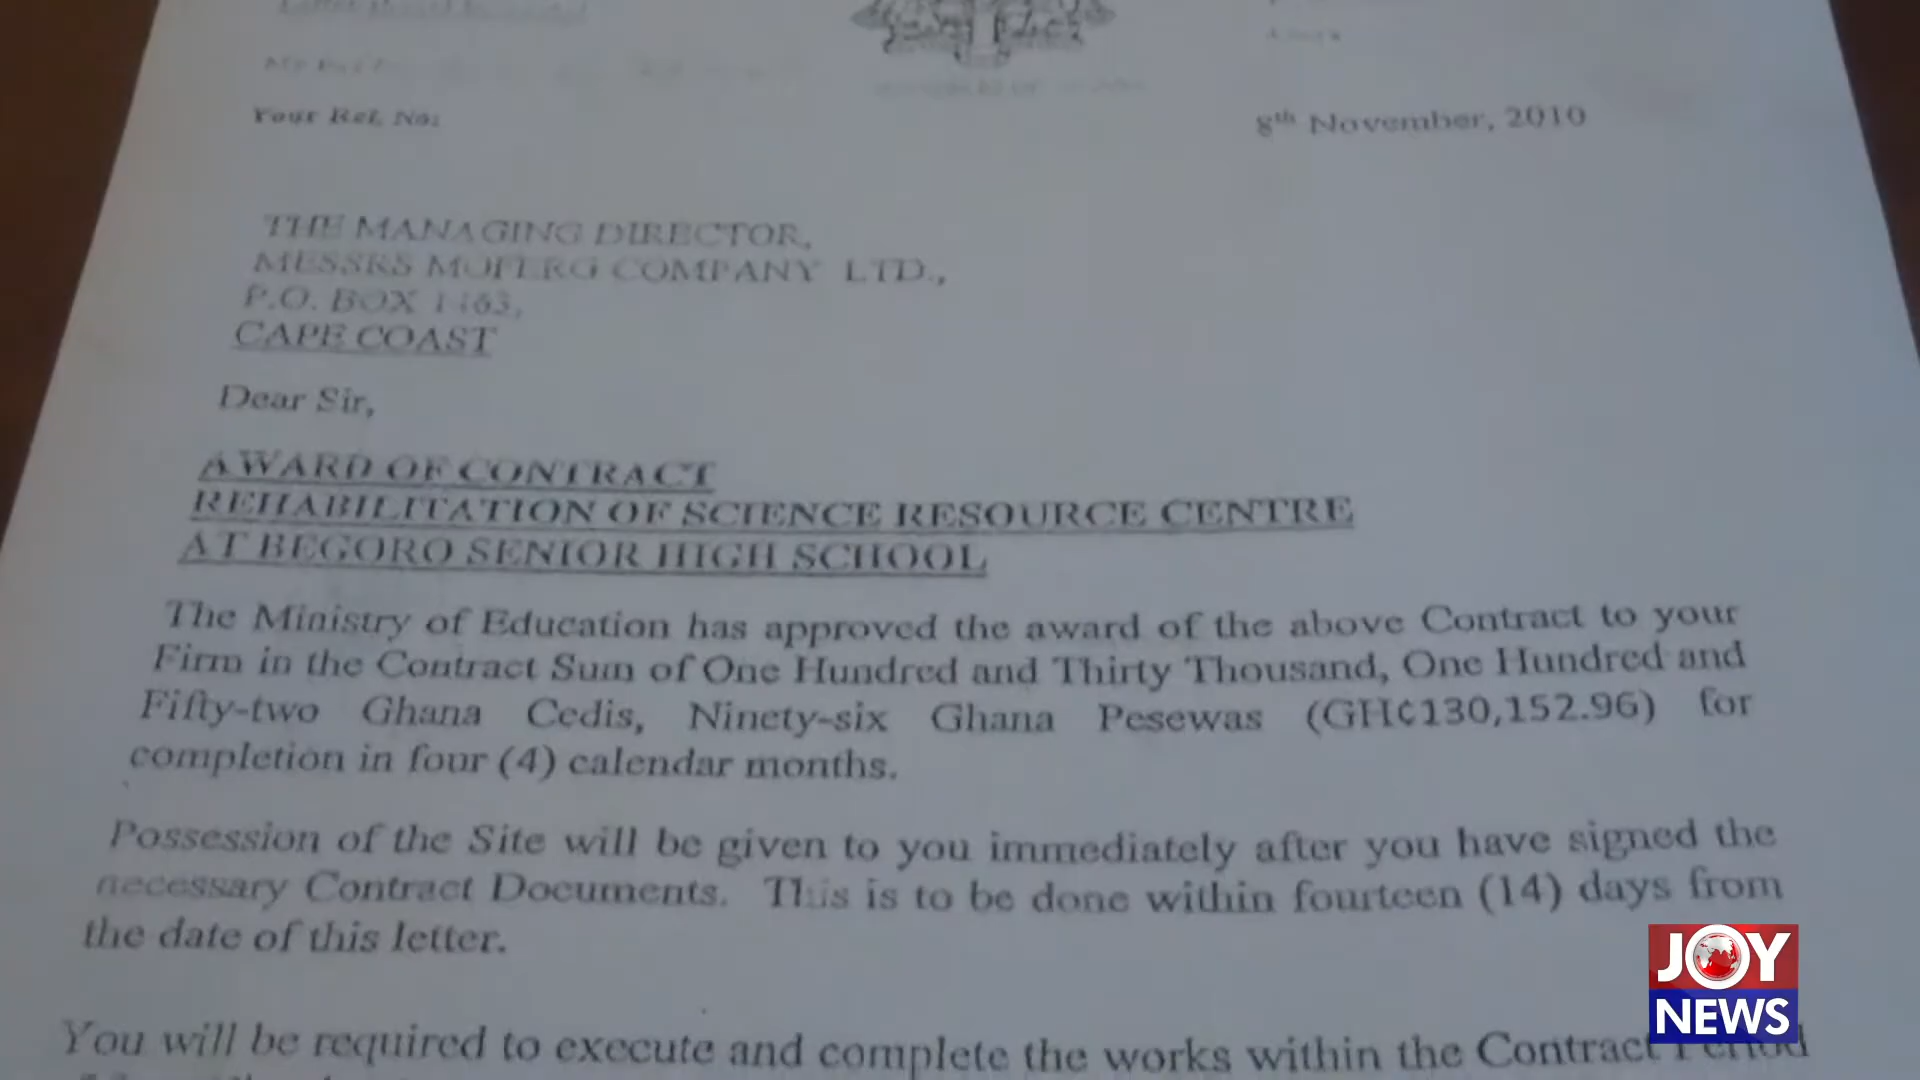 Your Ref. No:
8th November, 2010
THE MANAGING DIRECTOR,
MESSRS MOFERG COMPANY LTD.,
P.O. BOX
CAPE COAST
Dear Sir,
AWARD OF CONTRACT
REHABILITATION OF SCIENCE RESOURCE CENTRE
AT BEGORO SENIOR HIGH SCHOOL
The Ministry of Education has approved the award of the above Contract to your
Firm in the Contract Sum of One Hundred and Thirty Thousand, One Hundred and
Fifty-two Ghana Cedis, Ninety-six Ghana Pesewas (GH¢130,152.96) for
completion in four (4) calendar months.
Possession of the Site will be given to you immediately after you have signed the
necessary Contract Documents. This is to be done within fourteen (14) days from
the date of this letter.
You will be required to execute and complete the works within the Contract Period
JOY
NEWS